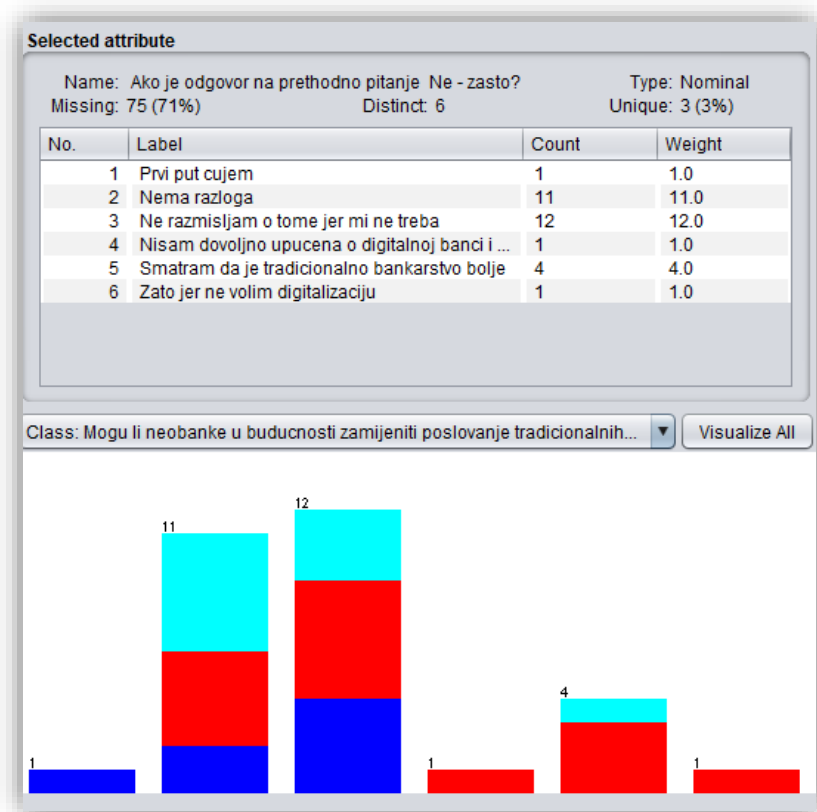 Selected attribute
Name: Ako je odgovor na prethodno pitanje Ne - zasto? Type: Nominal
Missing: 75 (71%) Distinct: 6 Unique: 3 (3%)
No. Label Count Weight
1 Prvi put cujem 1 1.0
2 Nema razloga 11 11.0
3 Ne razmisljam o tome jer mi ne treba 12 12.0
4 Nisam dovoljno upucena o digitalnoj banci i ... 1 1.0
5 Smatram da je tradicionalno bankarstvo bolje 4 4.0
6 Zato jer ne volim digitalizaciju 1 1.0
Class: Mogu li neobanke u buducnosti zamijeniti poslovanje tradicionalnih... Visualize All
1 11 12 1 4 1